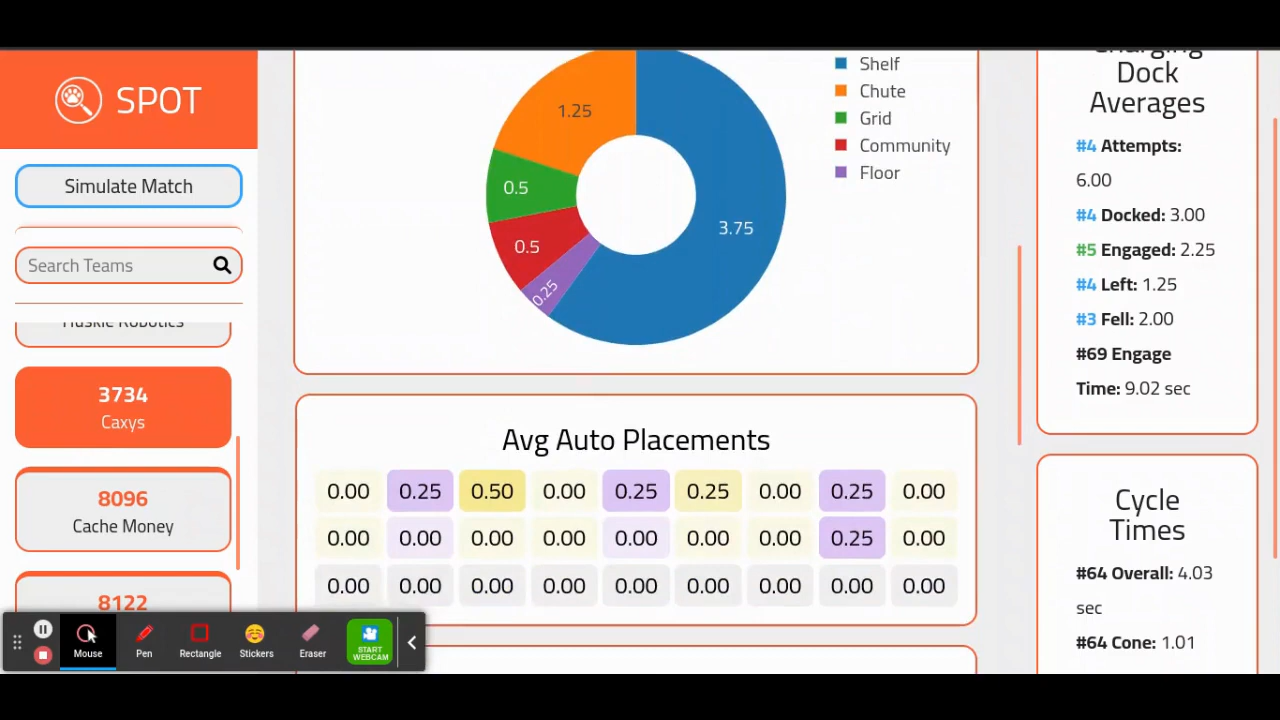 SPOT
Simulate Match
Search Teams
Huskie Robotics
3734
Caxys
8096
Cache Money
8122
1.25
0.5
0.5
0.25
3.75
Shelf
Chute
Grid
Community
Floor
Avg Auto Placements
0.00 0.25 0.50 0.00 0.25 0.25 0.00 0.25 0.00
0.00 0.00 0.00 0.00 0.00 0.00 0.00 0.25 0.00
0.00 0.00 0.00 0.00 0.00 0.00 0.00 0.00 0.00
Charging
Dock
Averages
#4 Attempts:
6.00
#4 Docked: 3.00
#5 Engaged: 2.25
#4 Left: 1.25
#3 Fell: 2.00
#69 Engage
Time: 9.02 sec
Cycle
Times
#64 Overall: 4.03
sec
#64 Cone: 1.01
Mouse
Pen
Rectangle
Stickers
Eraser
START
WEBCAM